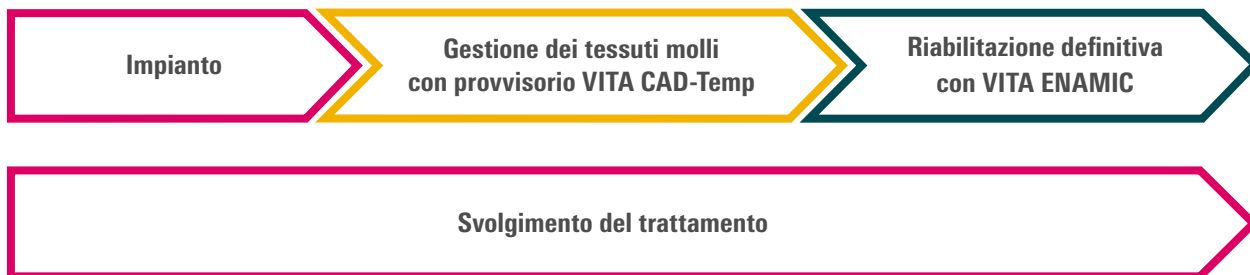 Impianto
Gestione dei tessuti molli
con provvisorio VITA CAD-Temp
Riabilitazione definitiva
con VITA ENAMIC
Svolgimento del trattamento